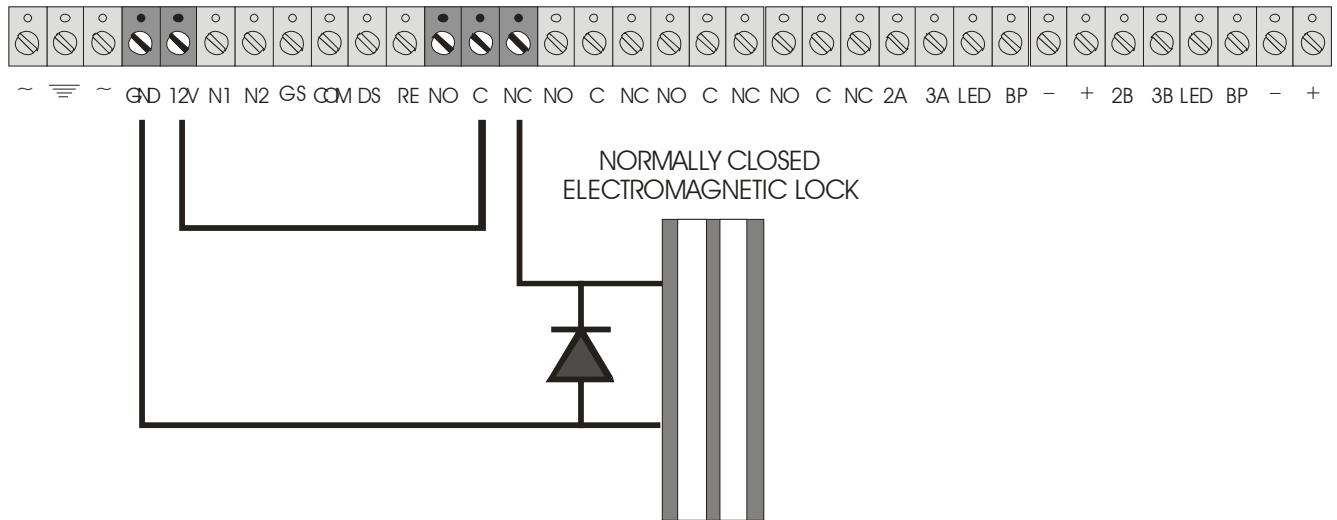 ~ ⏚ ~ GND 12V N1 N2 GS COM DS RE NO C NC NO C NC NO C NC NO C NC 2A 3A LED BP − + 2B 3B LED BP − +
NORMALLY CLOSED
ELECTROMAGNETIC LOCK